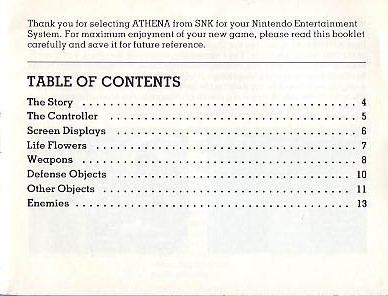 Thank you for selecting ATHENA from SNK for your Nintendo Entertainment
System. For maximum enjoyment of your new game, please read this booklet
carefully and save it for future reference.
TABLE OF CONTENTS
The Story . . . . . . . . . . . . . . . . . . . . . . . . . . . . . . . . . . . . . 4
The Controller . . . . . . . . . . . . . . . . . . . . . . . . . . . . . . . . . 5
Screen Displays . . . . . . . . . . . . . . . . . . . . . . . . . . . . . . . . 6
Life Flowers . . . . . . . . . . . . . . . . . . . . . . . . . . . . . . . . . . 7
Weapons . . . . . . . . . . . . . . . . . . . . . . . . . . . . . . . . . . . . . 8
Defense Objects . . . . . . . . . . . . . . . . . . . . . . . . . . . . . . . 10
Other Objects . . . . . . . . . . . . . . . . . . . . . . . . . . . . . . . . . 11
Enemies . . . . . . . . . . . . . . . . . . . . . . . . . . . . . . . . . . . . . 13